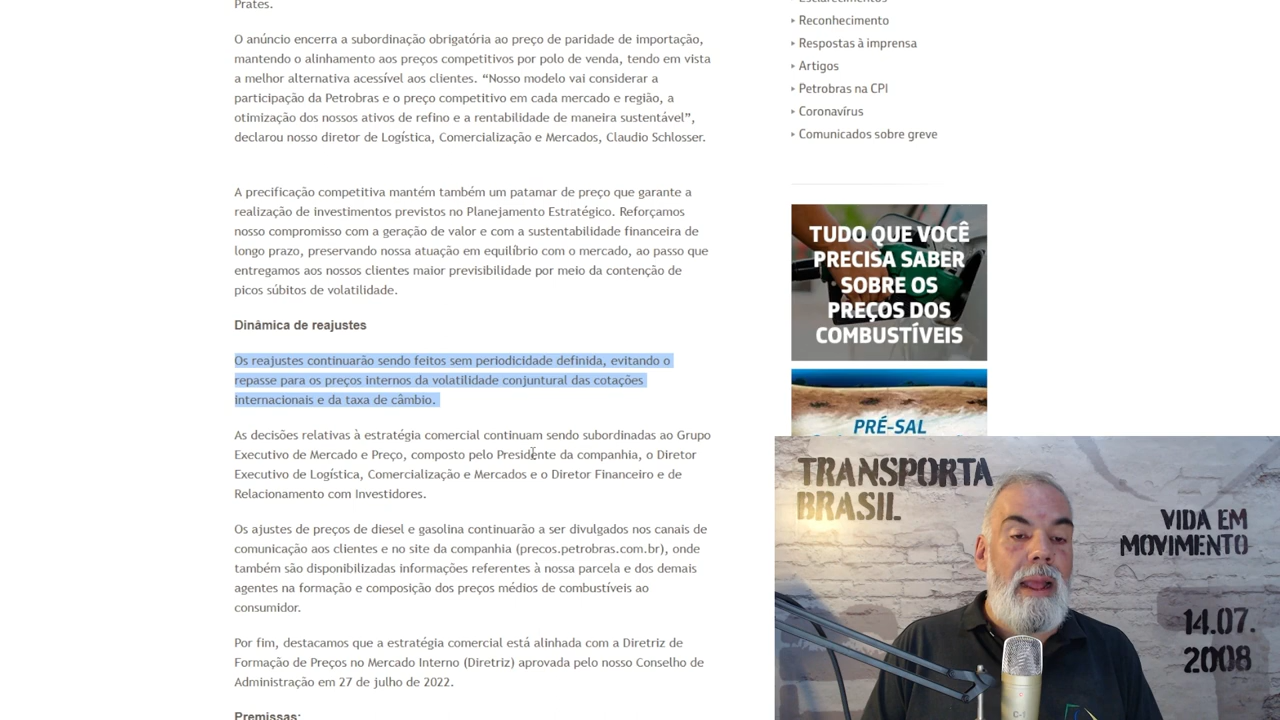 Prates.
O anúncio encerra a subordinação obrigatória ao preço de paridade de importação,
mantendo o alinhamento aos preços competitivos por polo de venda, tendo em vista
a melhor alternativa acessível aos clientes. “Nosso modelo vai considerar a
participação da Petrobras e o preço competitivo em cada mercado e região, a
otimização dos nossos ativos de refino e a rentabilidade de maneira sustentável”,
declarou nosso diretor de Logística, Comercialização e Mercados, Claudio Schlosser.
A precificação competitiva mantém também um patamar de preço que garante a
realização de investimentos previstos no Planejamento Estratégico. Reforçamos
nosso compromisso com a geração de valor e com a sustentabilidade financeira de
longo prazo, preservando nossa atuação em equilíbrio com o mercado, ao passo que
entregamos aos nossos clientes maior previsibilidade por meio da contenção de
picos súbitos de volatilidade.
Dinâmica de reajustes
Os reajustes continuarão sendo feitos sem periodicidade definida, evitando o
repasse para os preços internos da volatilidade conjuntural das cotações
internacionais e da taxa de câmbio.
As decisões relativas à estratégia comercial continuam sendo subordinadas ao Grupo
Executivo de Mercado e Preço, composto pelo Presidente da companhia, o Diretor
Executivo de Logística, Comercialização e Mercados e o Diretor Financeiro e de
Relacionamento com Investidores.
Os ajustes de preços de diesel e gasolina continuarão a ser divulgados nos canais de
comunicação aos clientes e no site da companhia (precos.petrobras.com.br), onde
também são disponibilizadas informações referentes à nossa parcela e dos demais
agentes na formação e composição dos preços médios de combustíveis ao
consumidor.
Por fim, destacamos que a estratégia comercial está alinhada com a Diretriz de
Formação de Preços no Mercado Interno (Diretriz) aprovada pelo nosso Conselho de
Administração em 27 de julho de 2022.
Premissas:
Esclarecimentos
Reconhecimento
Respostas à imprensa
Artigos
Petrobras na CPI
Coronavírus
Comunicados sobre greve
TUDO QUE VOCÊ
PRECISA SABER
SOBRE OS
PREÇOS DOS
COMBUSTÍVEIS
PRÉ-SAL
TRANSPORTA
BRASIL
VIDA EM
MOVIMENTO
14.07.
2008
C-1